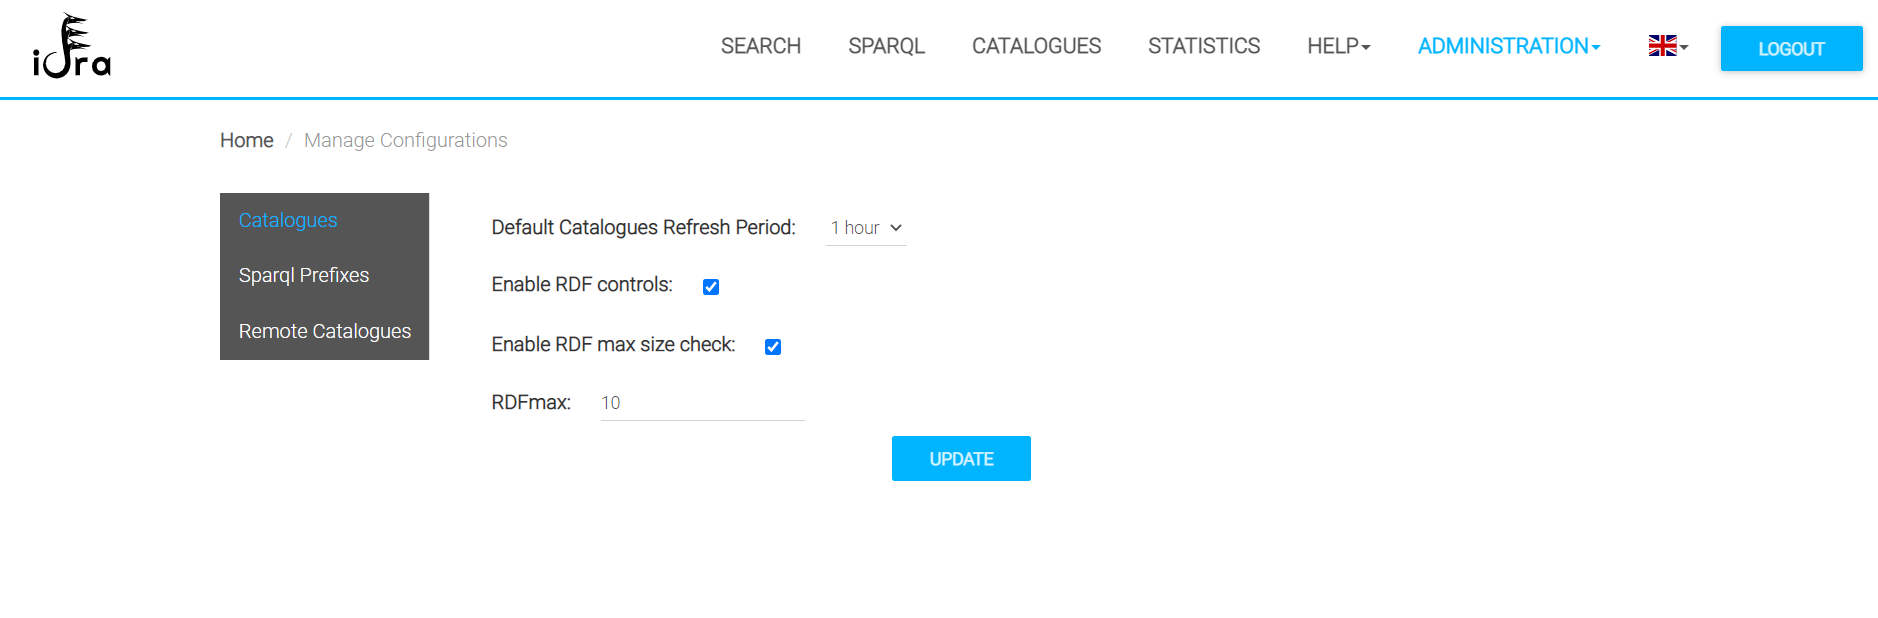 idra
SEARCH SPARQL CATALOGUES STATISTICS HELP ADMINISTRATION LOGOUT
Home / Manage Configurations
Catalogues
Sparql Prefixes
Remote Catalogues
Default Catalogues Refresh Period: 1 hour
Enable RDF controls:
Enable RDF max size check:
RDFmax: 10
UPDATE